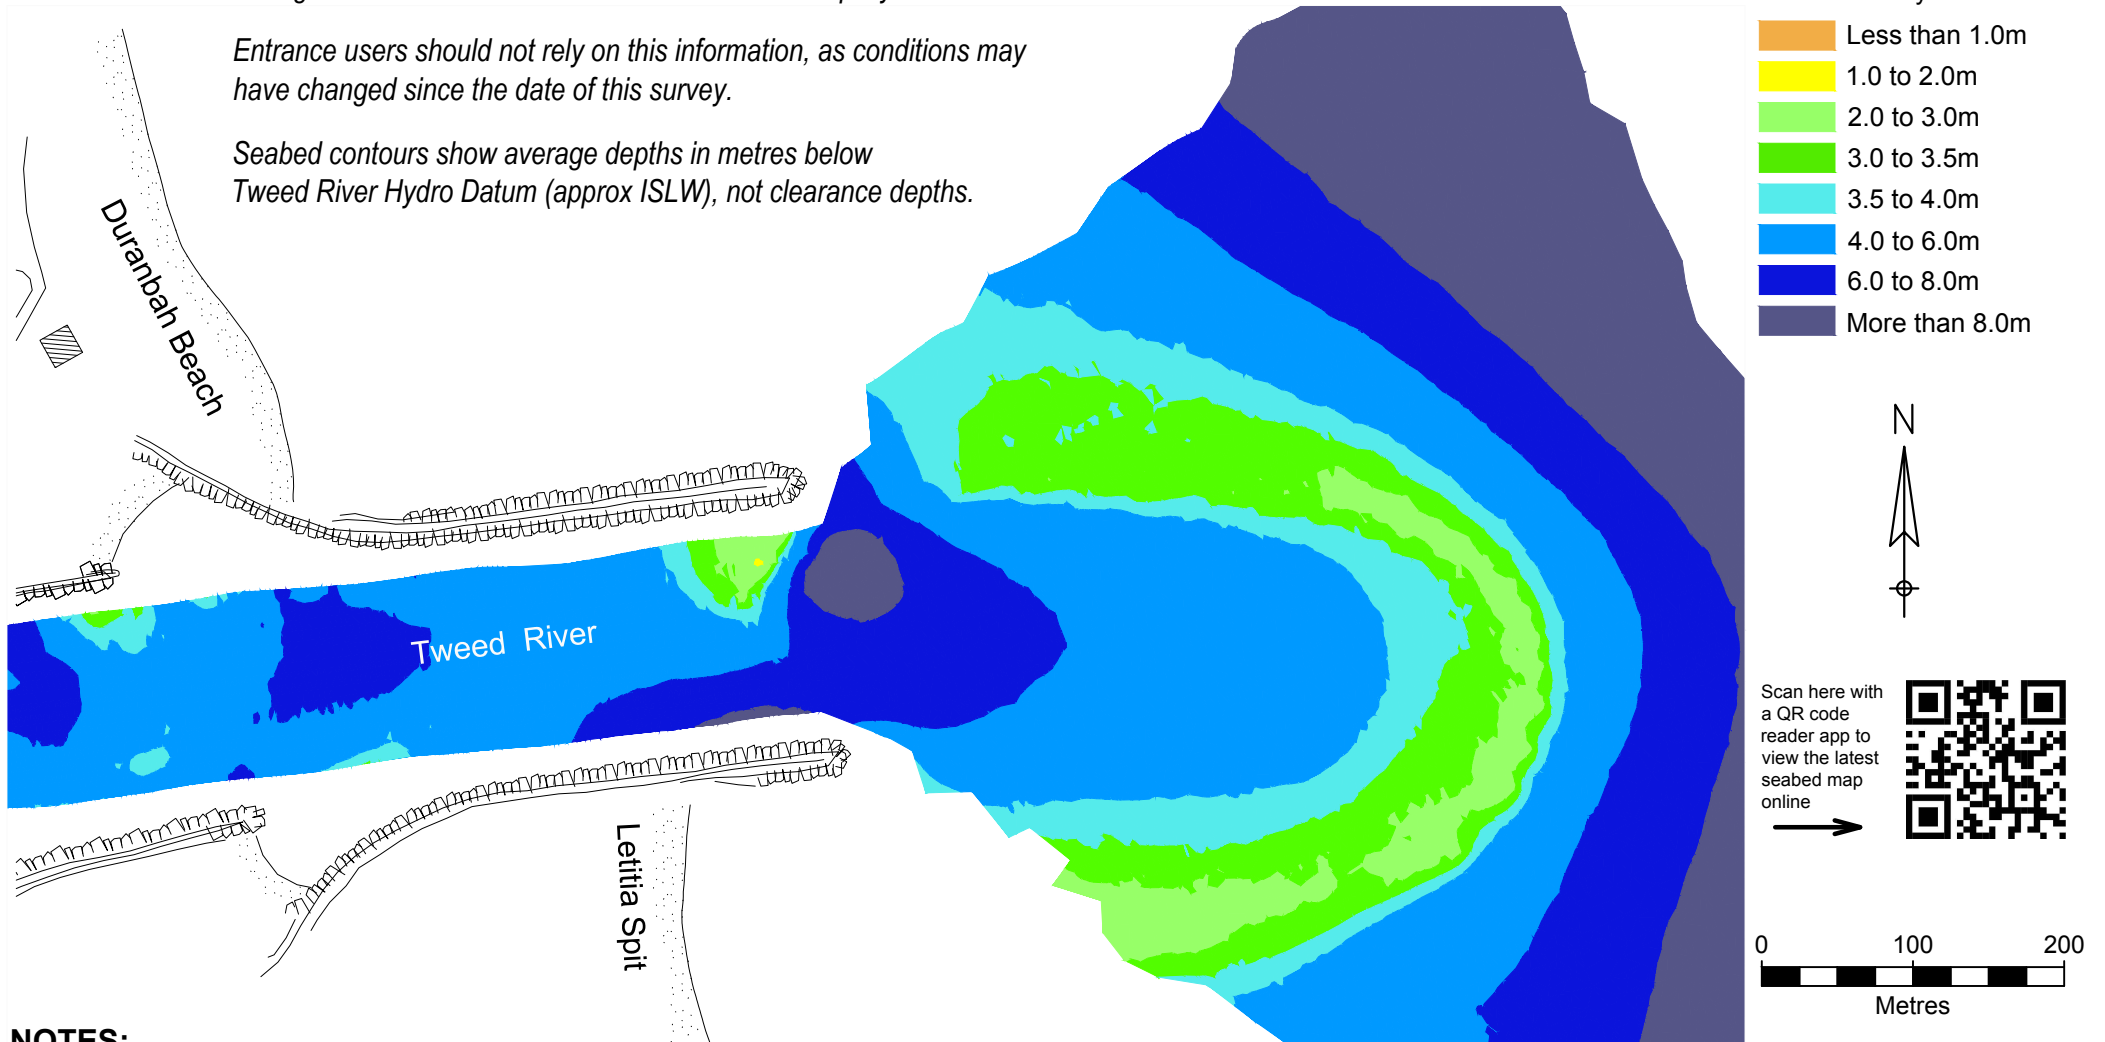 Entrance users should not rely on this information, as conditions may
have changed since the date of this survey.
Seabed contours show average depths in metres below
Tweed River Hydro Datum (approx ISLW), not clearance depths.
Less than 1.0m
1.0 to 2.0m
2.0 to 3.0m
3.0 to 3.5m
3.5 to 4.0m
4.0 to 6.0m
6.0 to 8.0m
More than 8.0m
Duranbah Beach
N
Tweed River
Scan here with
a QR code
reader app to
view the latest
seabed map
online
Letitia Spit
0 100 200
Metres
NOTES: